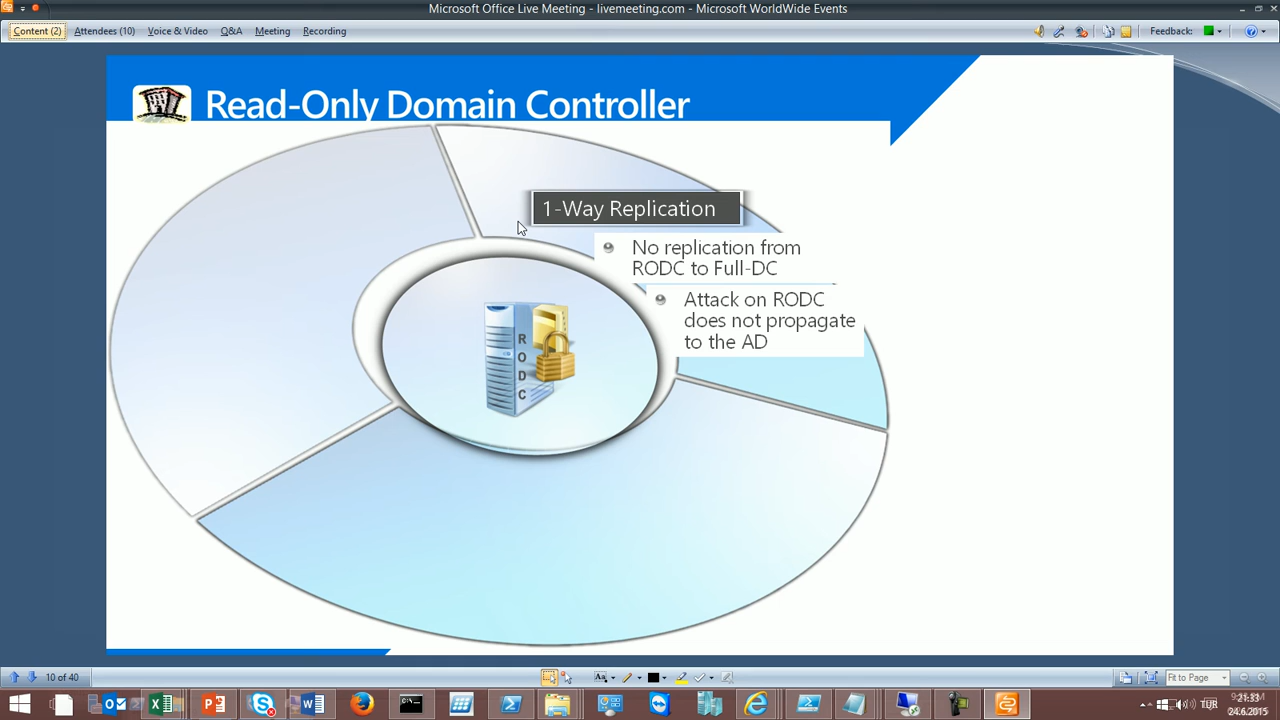 Microsoft Office Live Meeting - livemeeting.com - Microsoft WorldWide Events
Content (2) Attendees (10) Voice & Video Q&A Meeting Recording
Feedback:
Read-Only Domain Controller
1-Way Replication
No replication from
RODC to Full-DC
Attack on RODC
does not propagate
to the AD
R
O
D
C
10 of 40
Aa
Fit to Page
TUR
21:33
24.6.2015